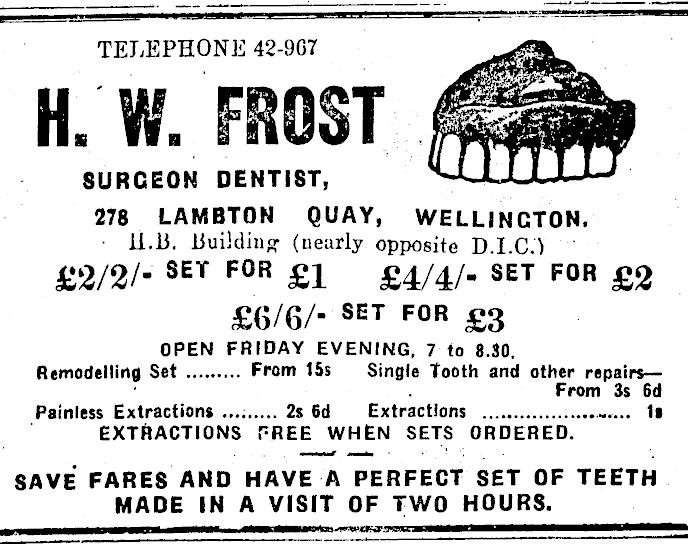 TELEPHONE 42-967
H. W. FROST
SURGEON DENTIST,
278 LAMBTON QUAY, WELLINGTON.
H.B. Building (nearly opposite D.I.C.)
£2/2/- SET FOR £1 £4/4/- SET FOR £2
£6/6/- SET FOR £3
OPEN FRIDAY EVENING, 7 to 8.30.
Remodelling Set ......... From 15s
Single Tooth and other repairs—
From 3s 6d
Painless Extractions ......... 2s 6d
Extractions ........................ 1s
EXTRACTIONS FREE WHEN SETS ORDERED.
SAVE FARES AND HAVE A PERFECT SET OF TEETH
MADE IN A VISIT OF TWO HOURS.